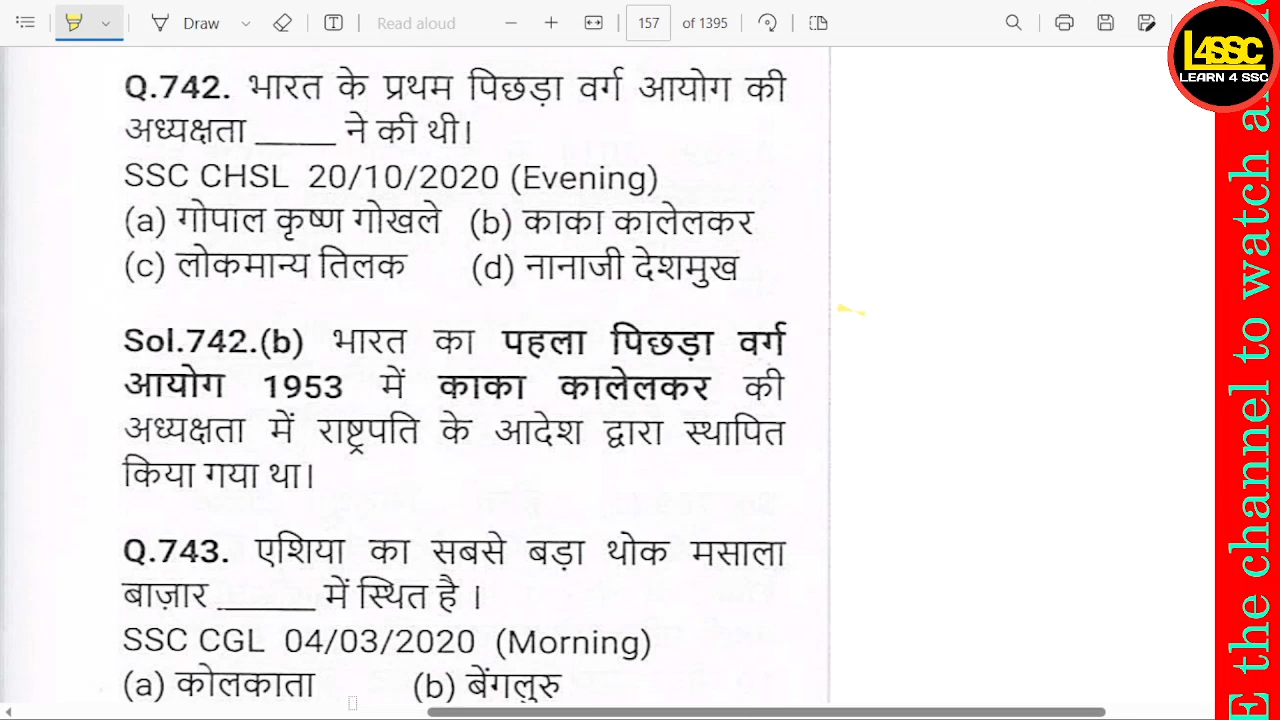 Draw
Read aloud
157 of 1395
L4SSC
LEARN 4 SSC
Q.742. भारत के प्रथम पिछड़ा वर्ग आयोग की
अध्यक्षता _____ ने की थी।
SSC CHSL 20/10/2020 (Evening)
(a) गोपाल कृष्ण गोखले (b) काका कालेलकर
(c) लोकमान्य तिलक (d) नानाजी देशमुख
Sol.742.(b) भारत का पहला पिछड़ा वर्ग
आयोग 1953 में काका कालेलकर की
अध्यक्षता में राष्ट्रपति के आदेश द्वारा स्थापित
किया गया था।
Q.743. एशिया का सबसे बड़ा थोक मसाला
बाज़ार ______ में स्थित है ।
SSC CGL 04/03/2020 (Morning)
(a) कोलकाता (b) बेंगलुरु
E the channel to watch